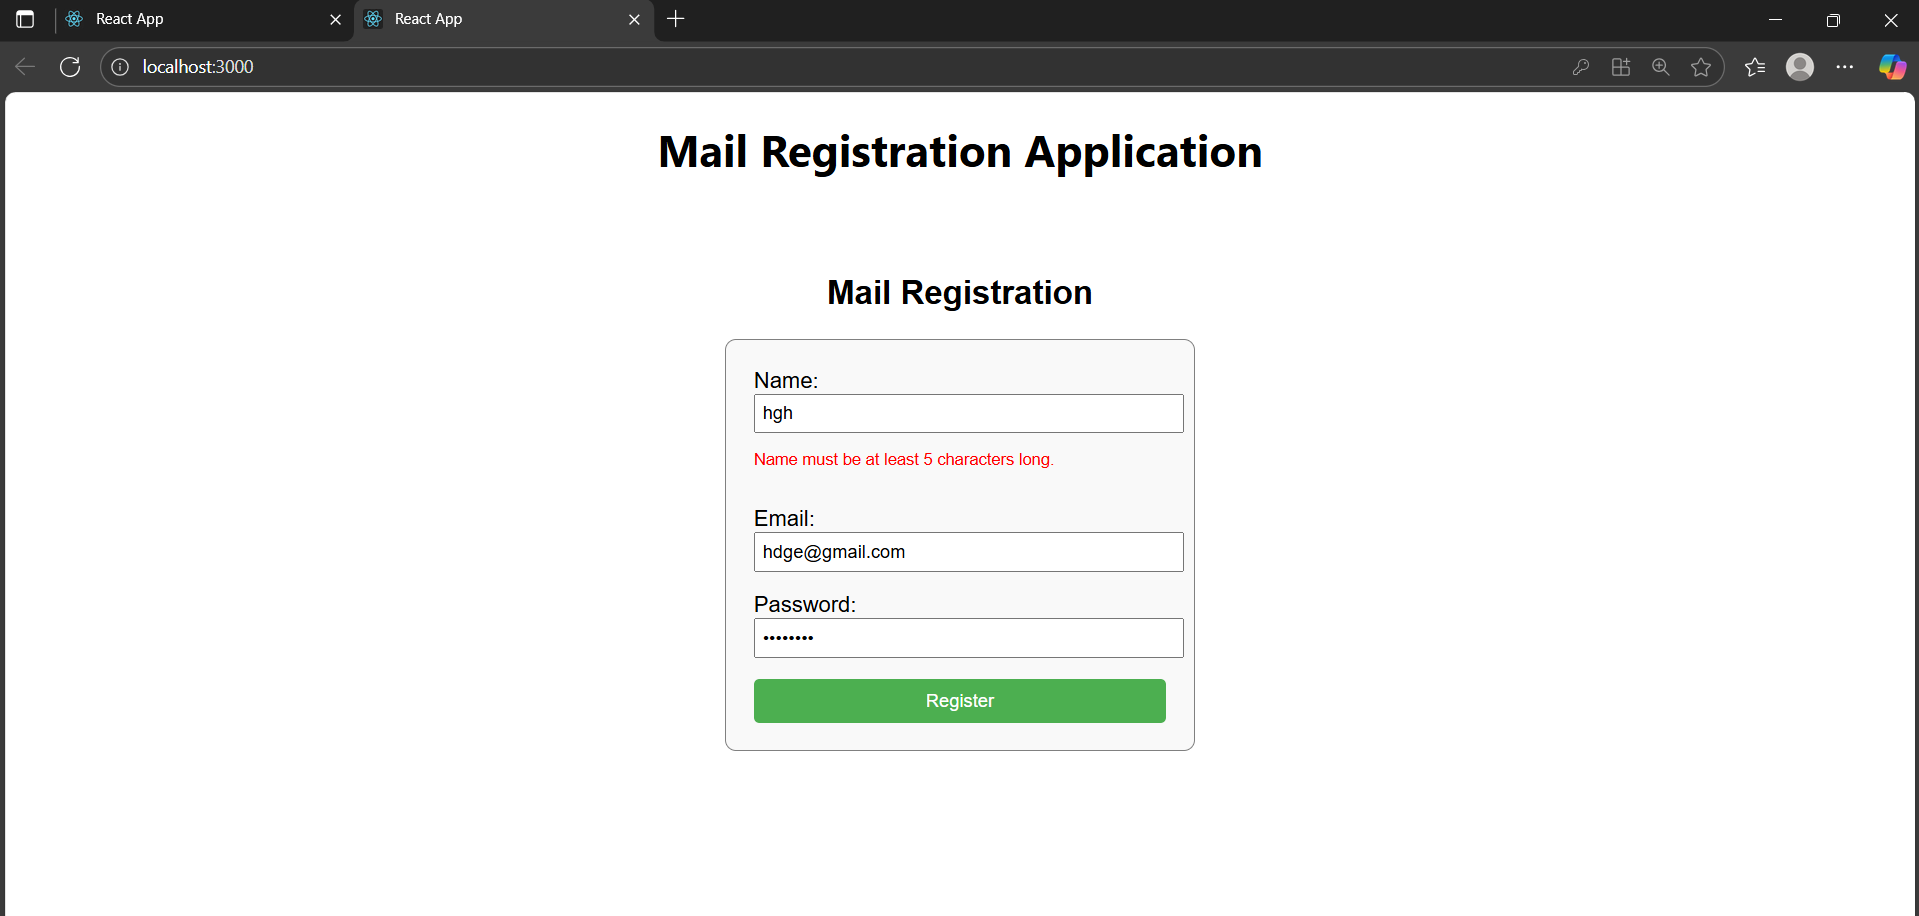 React App
React App
localhost:3000
Mail Registration Application
Mail Registration
Name:
hgh
Name must be at least 5 characters long.
Email:
hdge@gmail.com
Password:
••••••••
Register